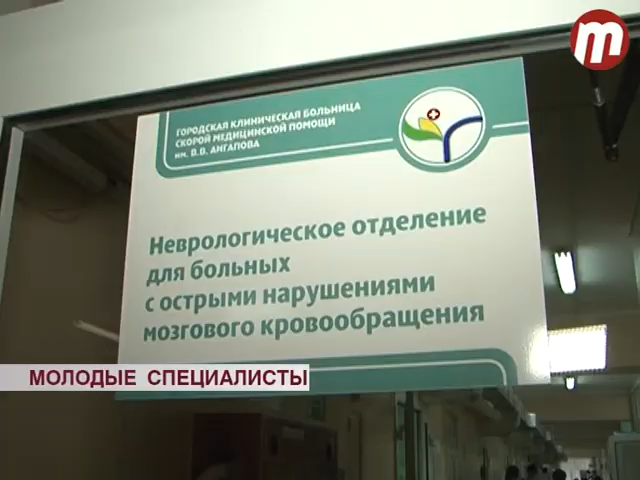 m
ГОРОДСКАЯ КЛИНИЧЕСКАЯ БОЛЬНИЦА
СКОРОЙ МЕДИЦИНСКОЙ ПОМОЩИ
им. В.В. АНГАПОВА
Неврологическое отделение
для больных
с острыми нарушениями
мозгового кровообращения
МОЛОДЫЕ СПЕЦИАЛИСТЫ